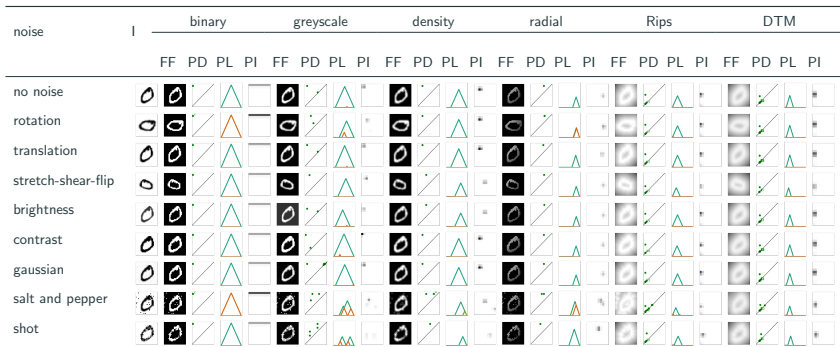 noise I binary greyscale density radial Rips DTM
FF PD PL PI FF PD PL PI FF PD PL PI FF PD PL PI FF PD PL PI FF PD PL PI
no noise
rotation
translation
stretch-shear-flip
brightness
contrast
gaussian
salt and pepper
shot